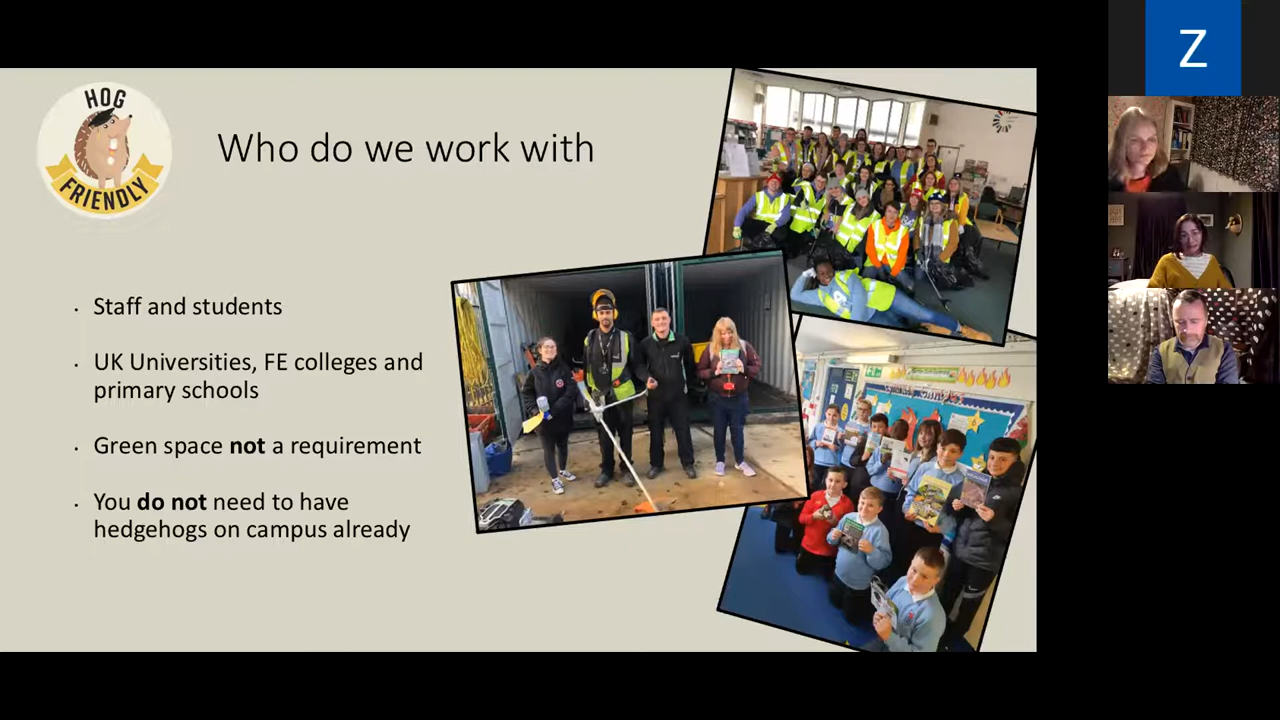 HOG
FRIENDLY
Who do we work with
Staff and students
UK Universities, FE colleges and
primary schools
Green space not a requirement
You do not need to have
hedgehogs on campus already
Z